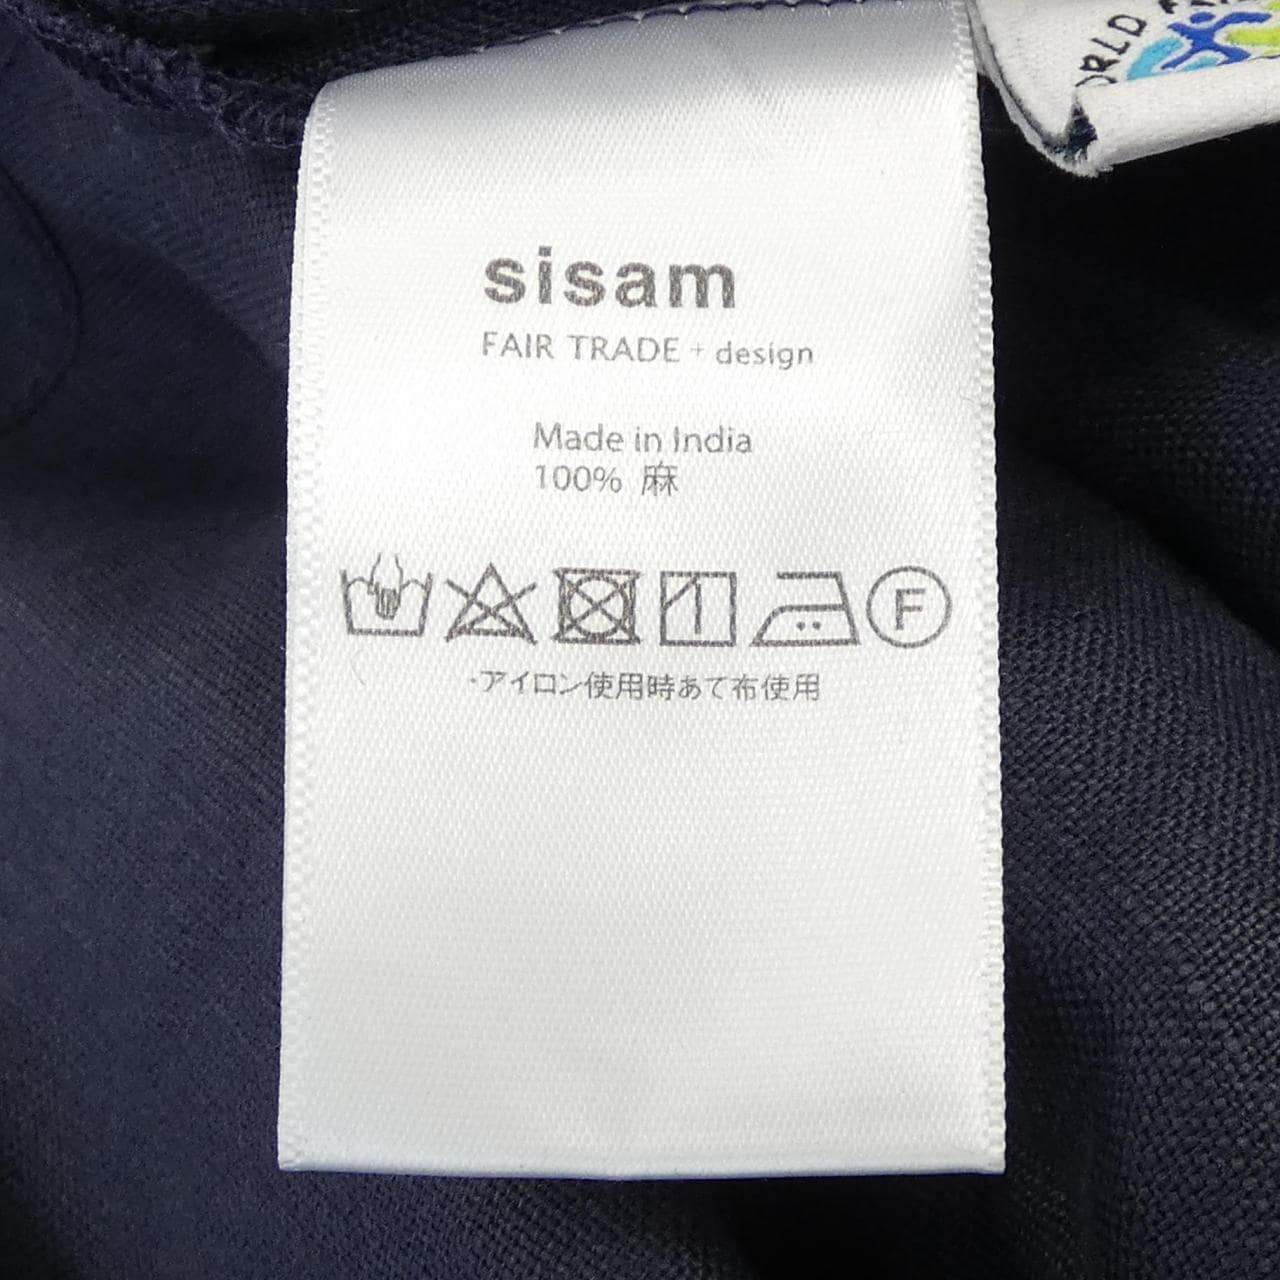 ORLD
sisam
FAIR TRADE + design
Made in India
100% 麻
F
・アイロン使用時あて布使用